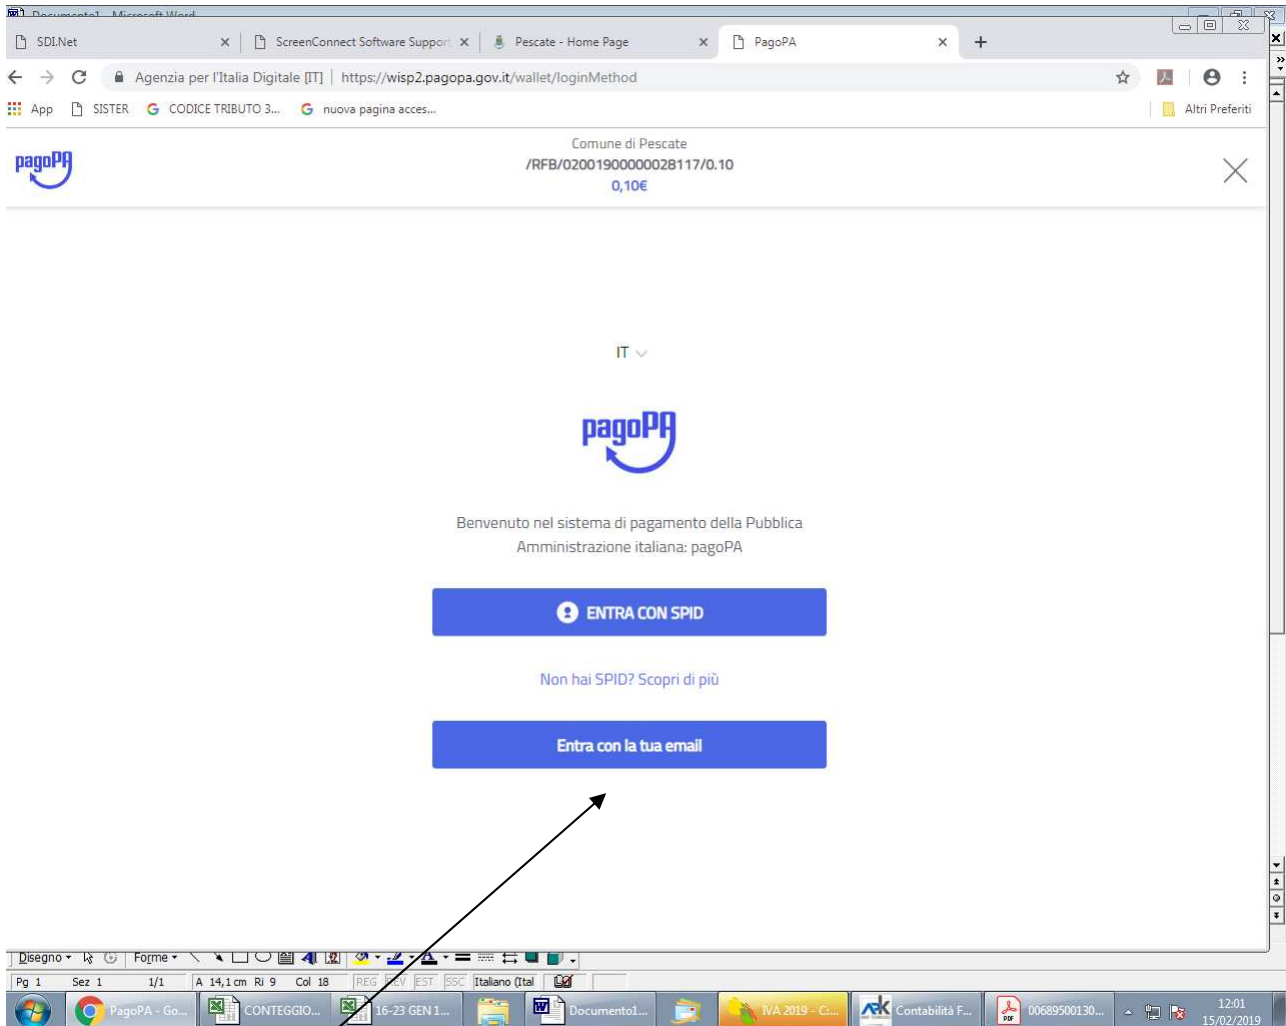 Documento1 - Microsoft Word
SDI.Net
ScreenConnect Software Support
Pescate - Home Page
PagoPA
Agenzia per l'Italia Digitale [IT] | https://wisp2.pagopa.gov.it/wallet/loginMethod
App
SISTER
CODICE TRIBUTO 3...
nuova pagina acces...
Altri Preferiti
pagoPA
Comune di Pescate
/RFB/02001900000028117/0.10
0,10€
IT
pagoPA
Benvenuto nel sistema di pagamento della Pubblica
Amministrazione italiana: pagoPA
ENTRA CON SPID
Non hai SPID? Scopri di più
Entra con la tua email
Disegno
Forme
Pg 1 Sez 1 1/1 A 14,1 cm Ri 9 Col 18 REG REV EST SSC Italiano (Ital
PagoPA - Go...
CONTEGGIO...
16-23 GEN 1...
Documento1...
IVA 2019 - C:...
Contabilità F...
00689500130...
12:01
15/02/2019